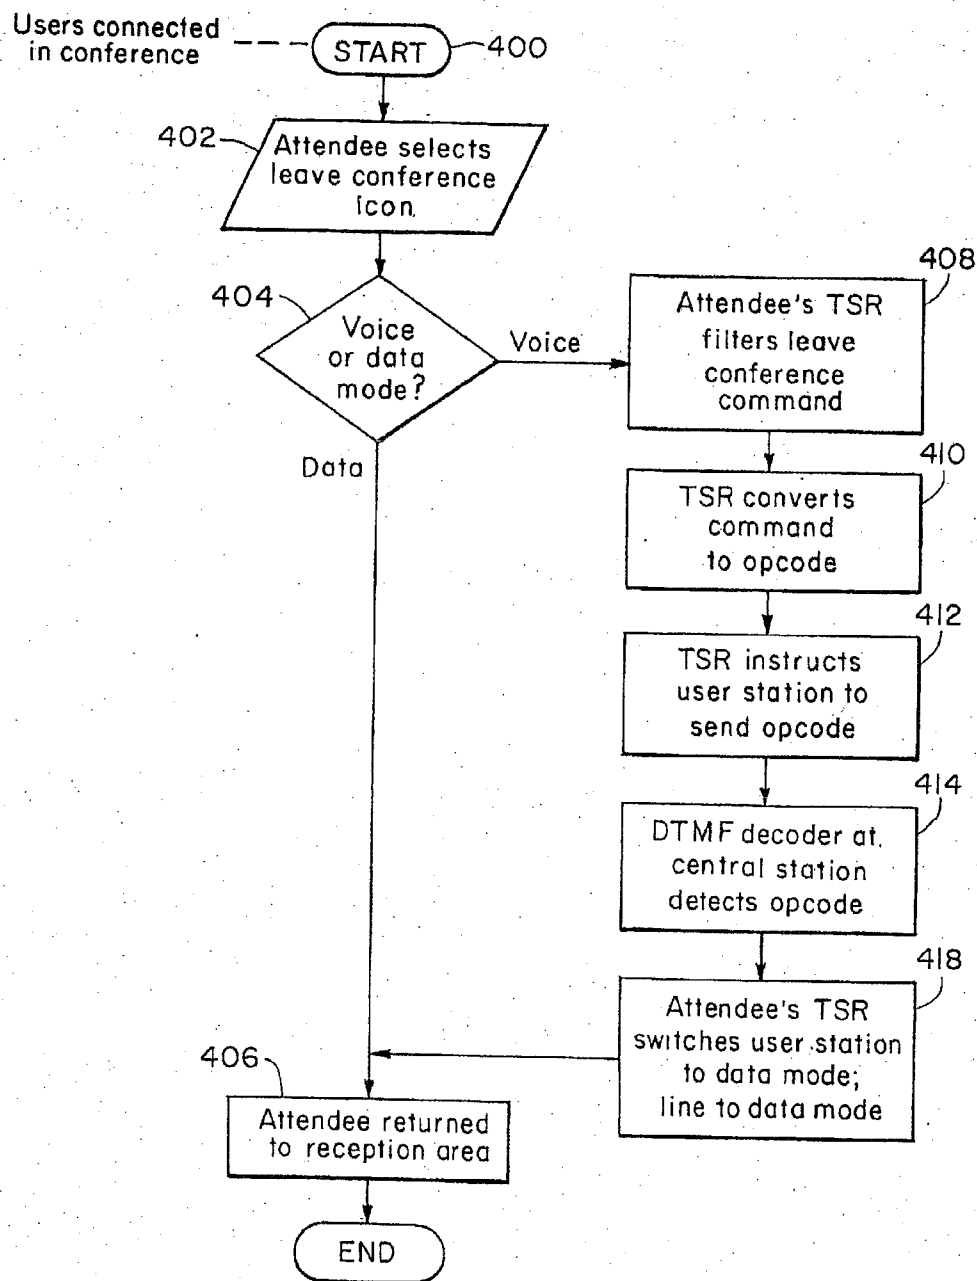 Users connected
in conference
START
400
402
Attendee selects
leave conference
icon.
404
Voice
or data
mode?
Voice
Data
408
Attendee's TSR
filters leave
conference
command
410
TSR converts
command
to opcode
412
TSR instructs
user station to
send opcode
414
DTMF decoder at
central station
detects opcode
418
Attendee's TSR
switches user station
to data mode;
line to data mode
406
Attendee returned
to reception area
END